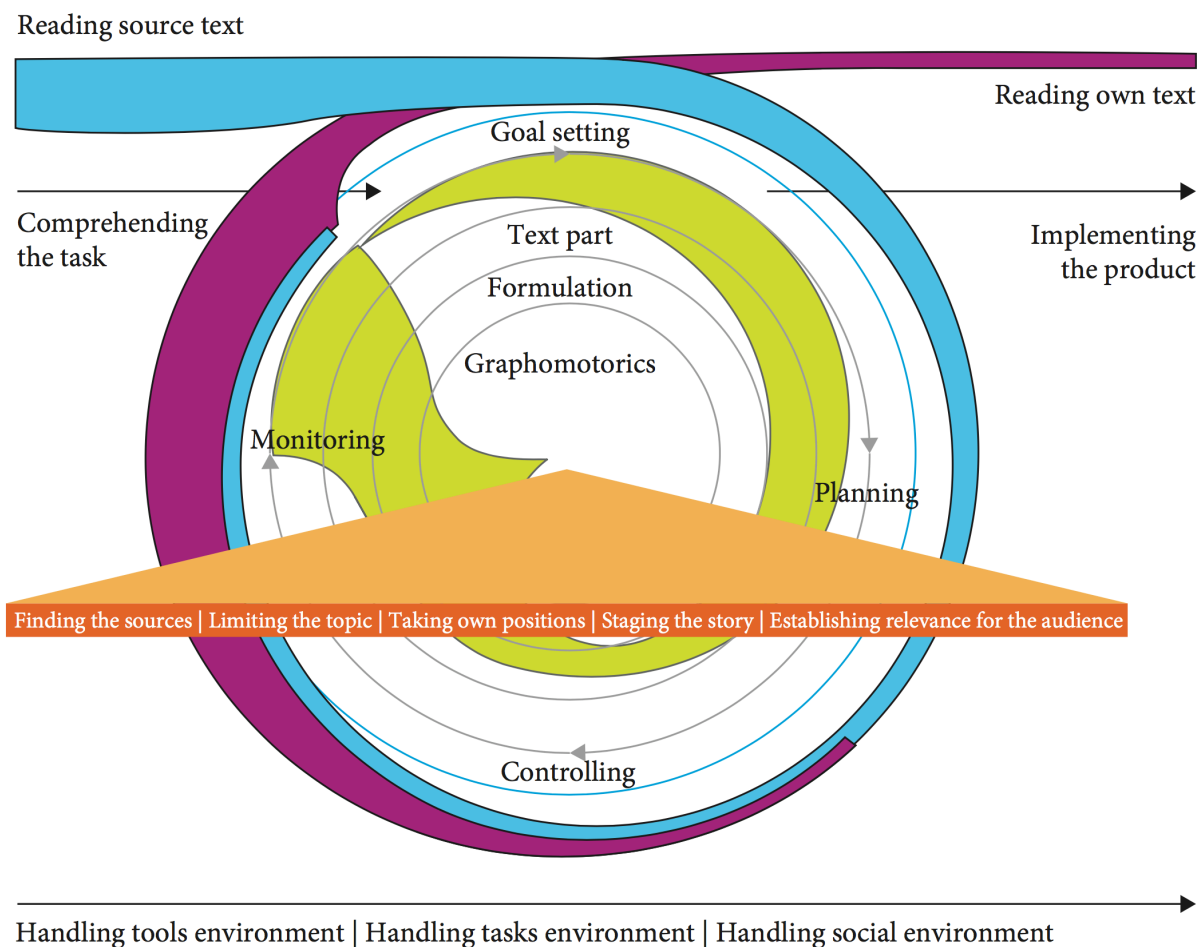 Reading source text
Reading own text
Goal setting
Comprehending
the task
Text part
Implementing
the product
Formulation
Graphomotorics
Monitoring
Planning
Finding the sources | Limiting the topic | Taking own positions | Staging the story | Establishing relevance for the audience
Controlling
Handling tools environment | Handling tasks environment | Handling social environment